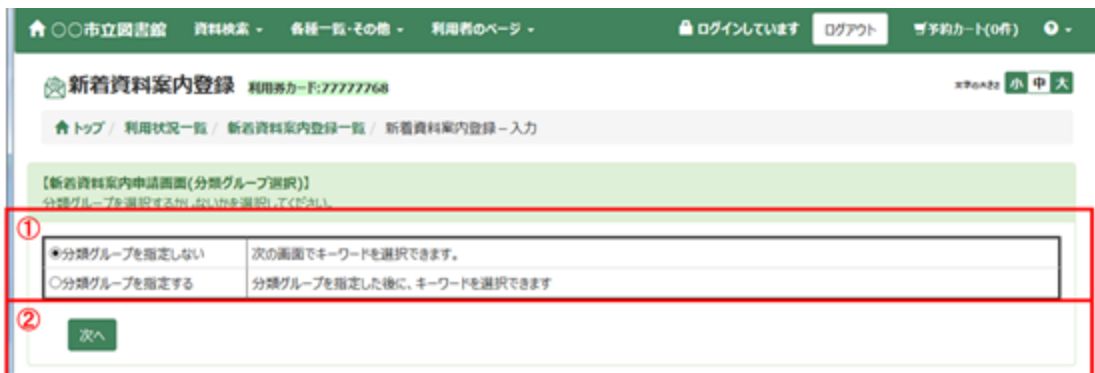 ○○市立図書館 資料検索 各種一覧・その他 利用者のページ ログインしています ログアウト 予約カート(0件)
新着資料案内登録 利用券カード:77777768 文字の大きさ 小 中 大
トップ / 利用状況一覧 / 新着資料案内登録一覧 / 新着資料案内登録 – 入力
【新着資料案内申請画面(分類グループ選択)】
分類グループを選択するかしないかを選択してください。
①
分類グループを指定しない 次の画面でキーワードを選択できます。
分類グループを指定する 分類グループを指定した後に、キーワードを選択できます
②
次へ